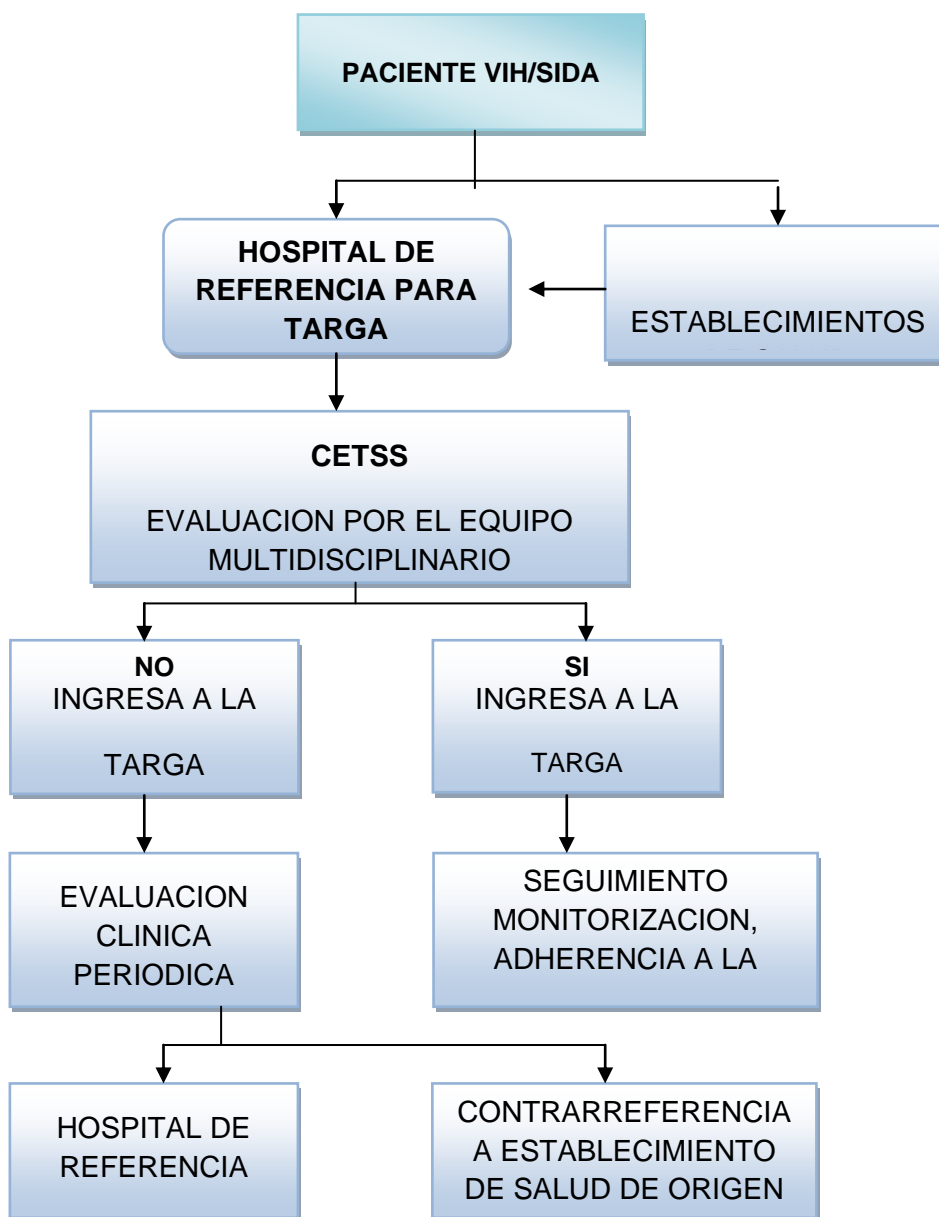 PACIENTE VIH/SIDA
HOSPITAL DE
REFERENCIA PARA
TARGA
ESTABLECIMIENTOS
CETSS
EVALUACION POR EL EQUIPO
MULTIDISCIPLINARIO
NO
INGRESA A LA
TARGA
SI
INGRESA A LA
TARGA
EVALUACION
CLINICA
PERIODICA
SEGUIMIENTO
MONITORIZACION,
ADHERENCIA A LA
HOSPITAL DE
REFERENCIA
CONTRARREFERENCIA
A ESTABLECIMIENTO
DE SALUD DE ORIGEN